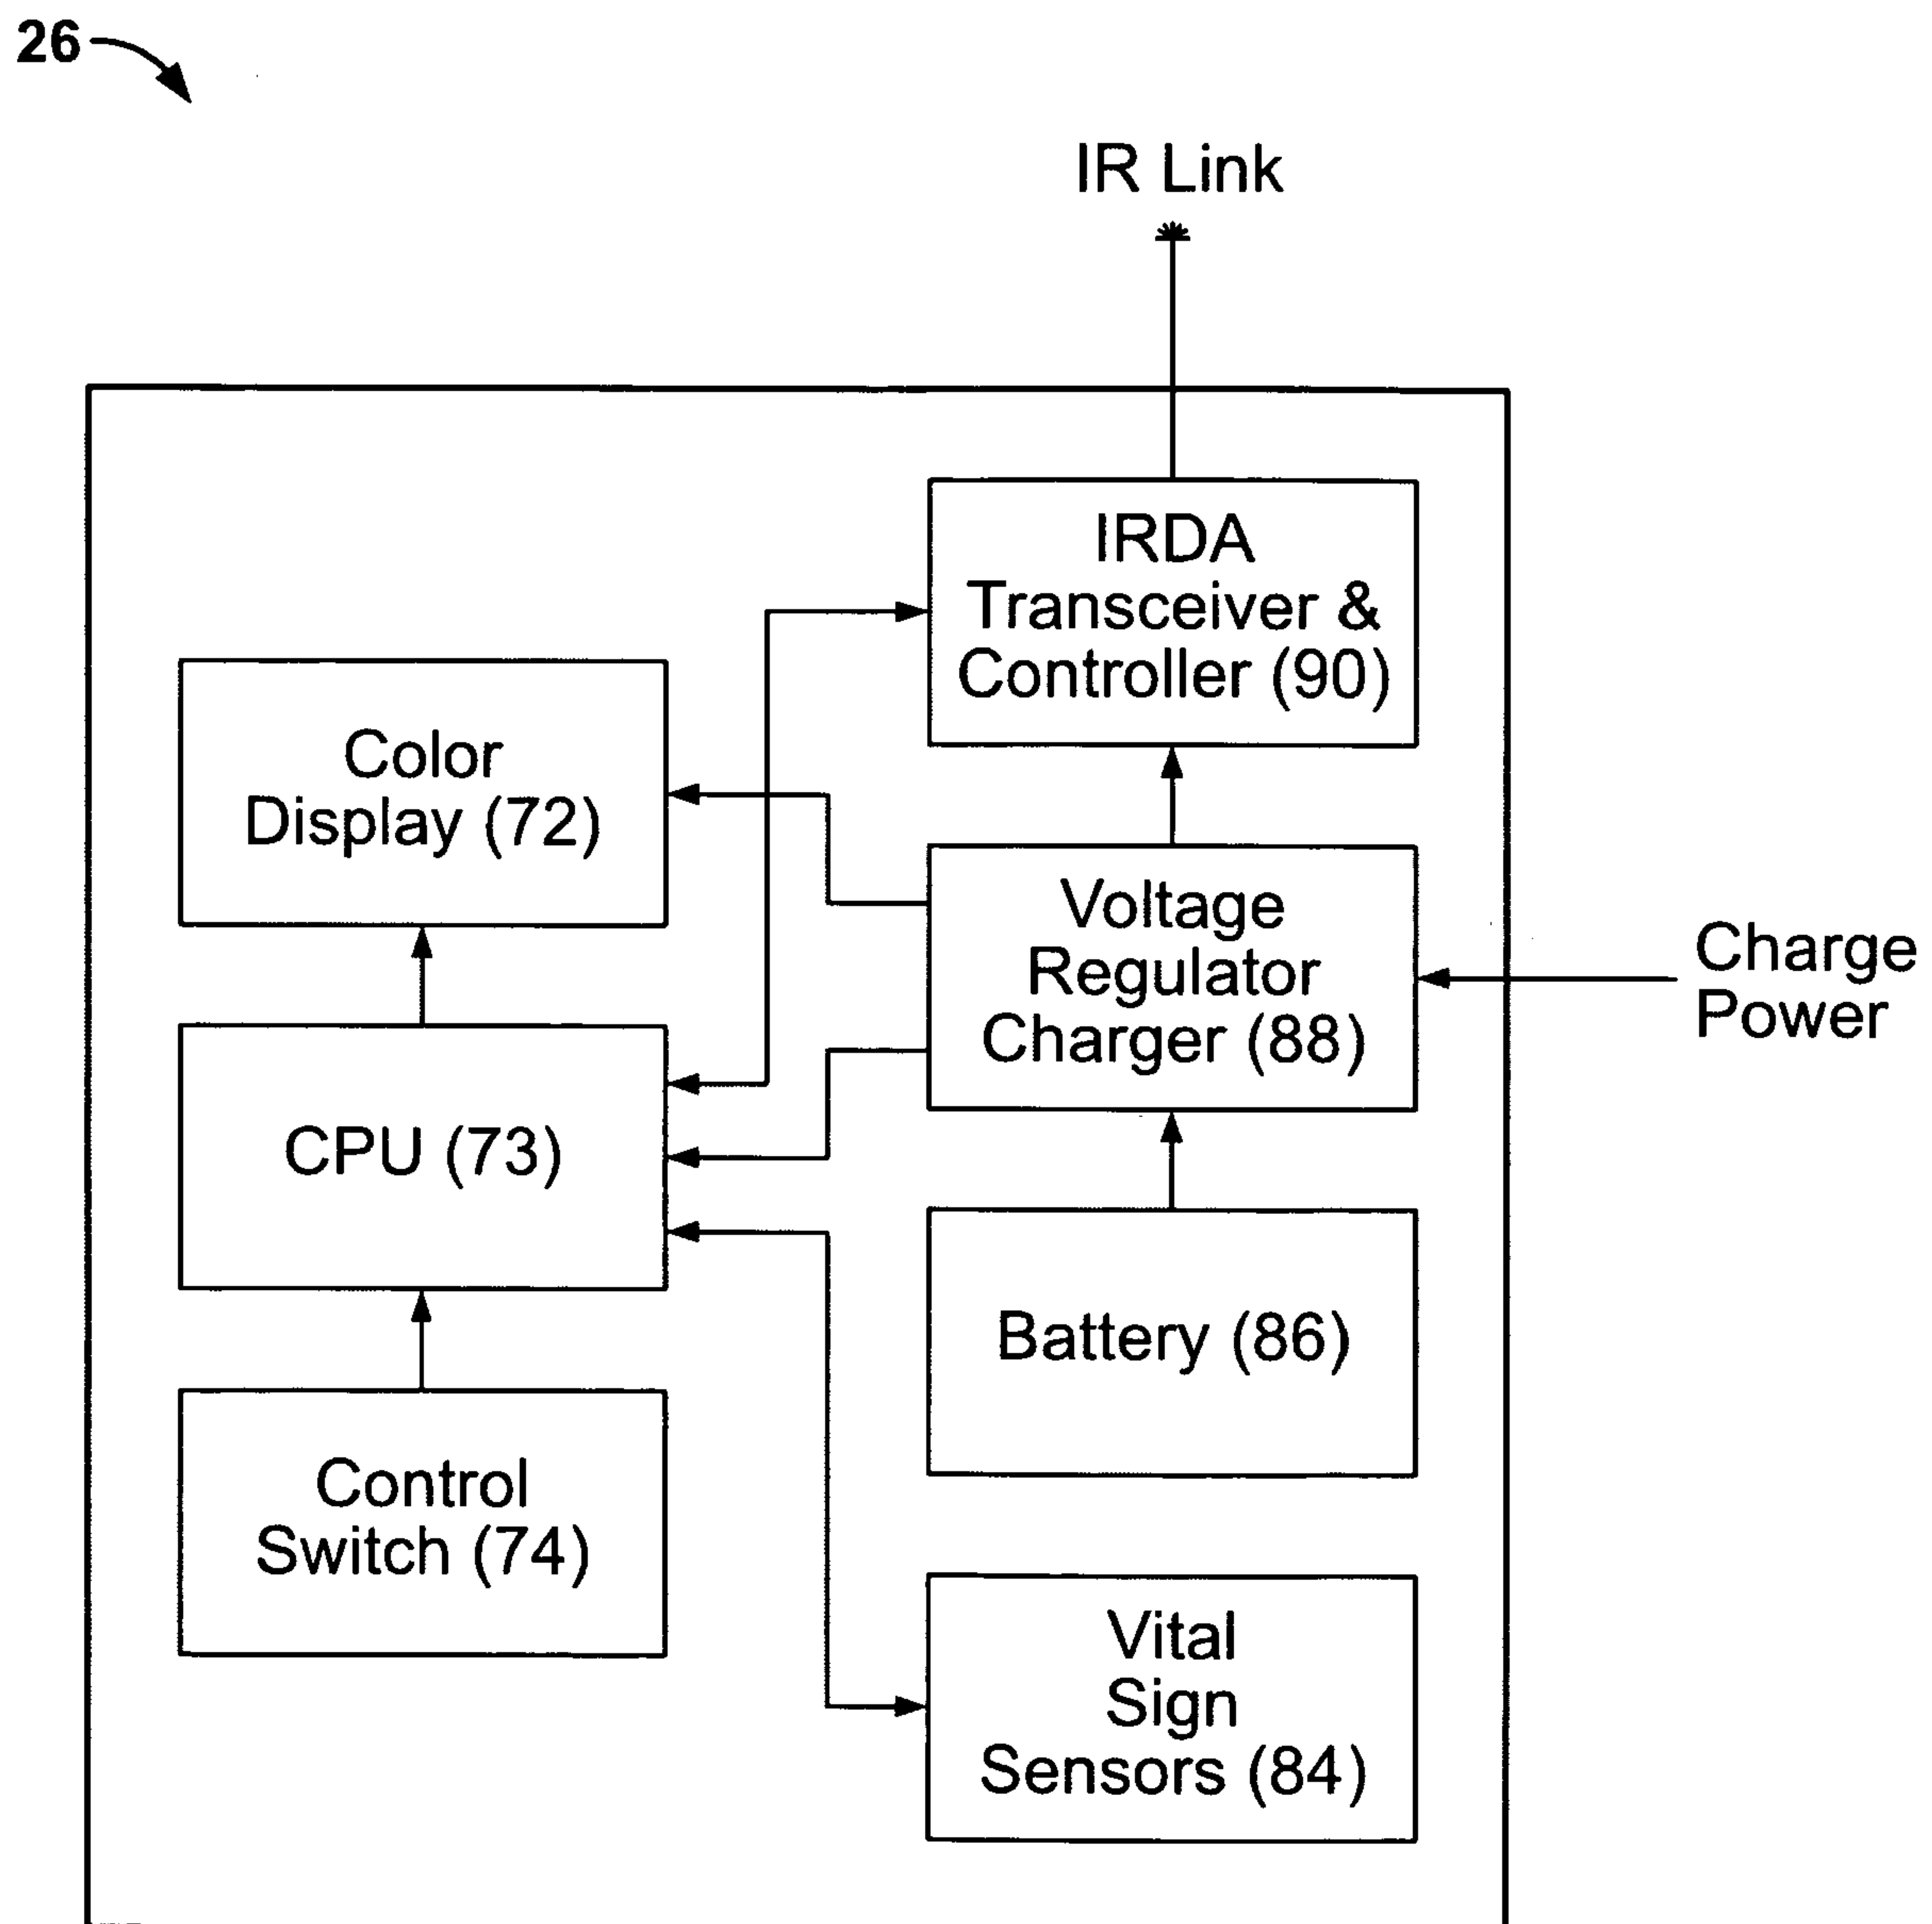 26
IR Link
IRDA
Transceiver &
Controller (90)
Color
Display (72)
Voltage
Regulator
Charger (88)
Charge
Power
CPU (73)
Battery (86)
Control
Switch (74)
Vital
Sign
Sensors (84)